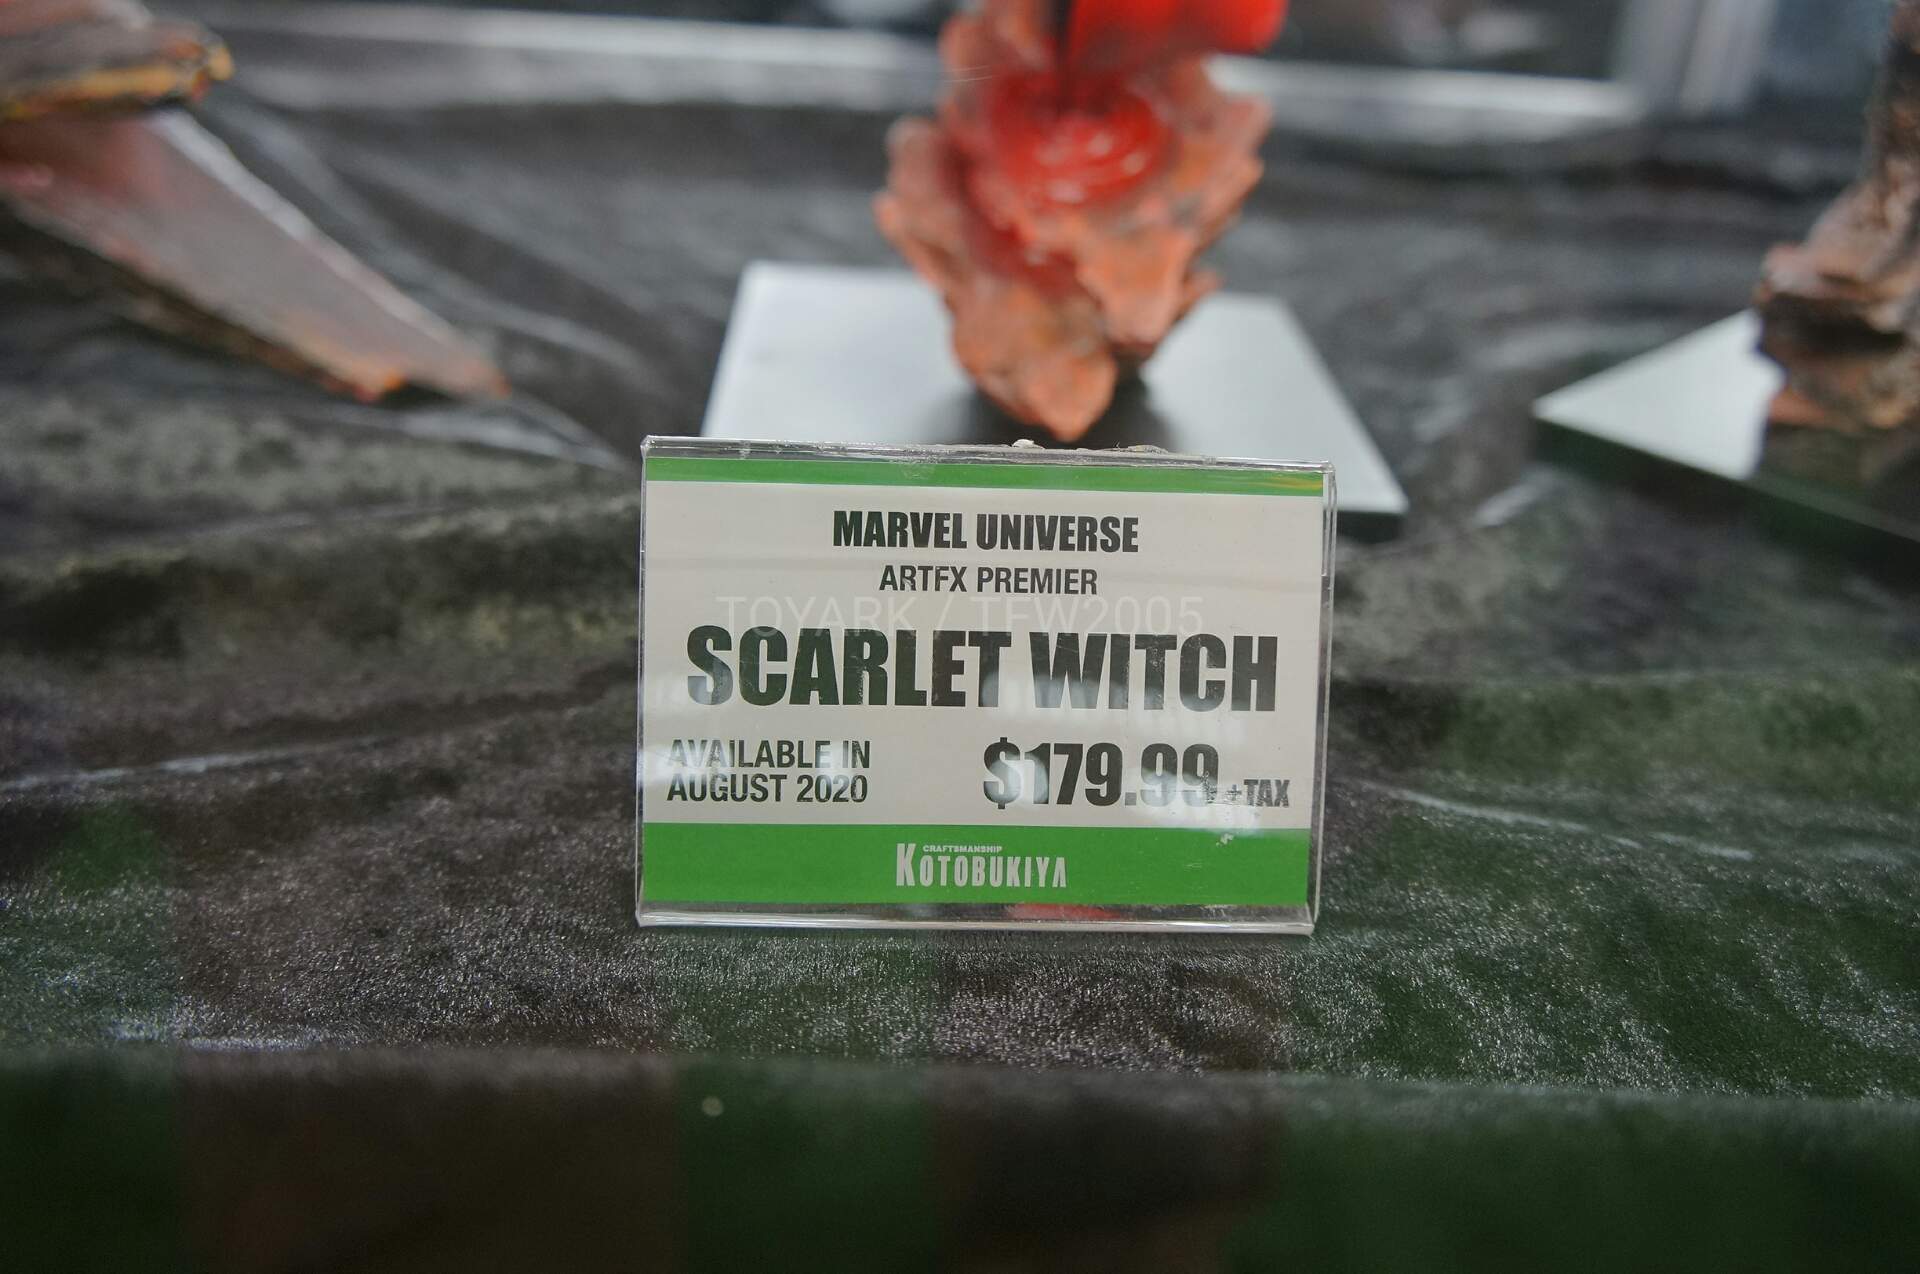 MARVEL UNIVERSE
ARTFX PREMIER
TOYARK / TFW2005
SCARLET WITCH
AVAILABLE IN
AUGUST 2020
$179.99 +TAX
CRAFTSMANSHIP
KOTOBUKIYA